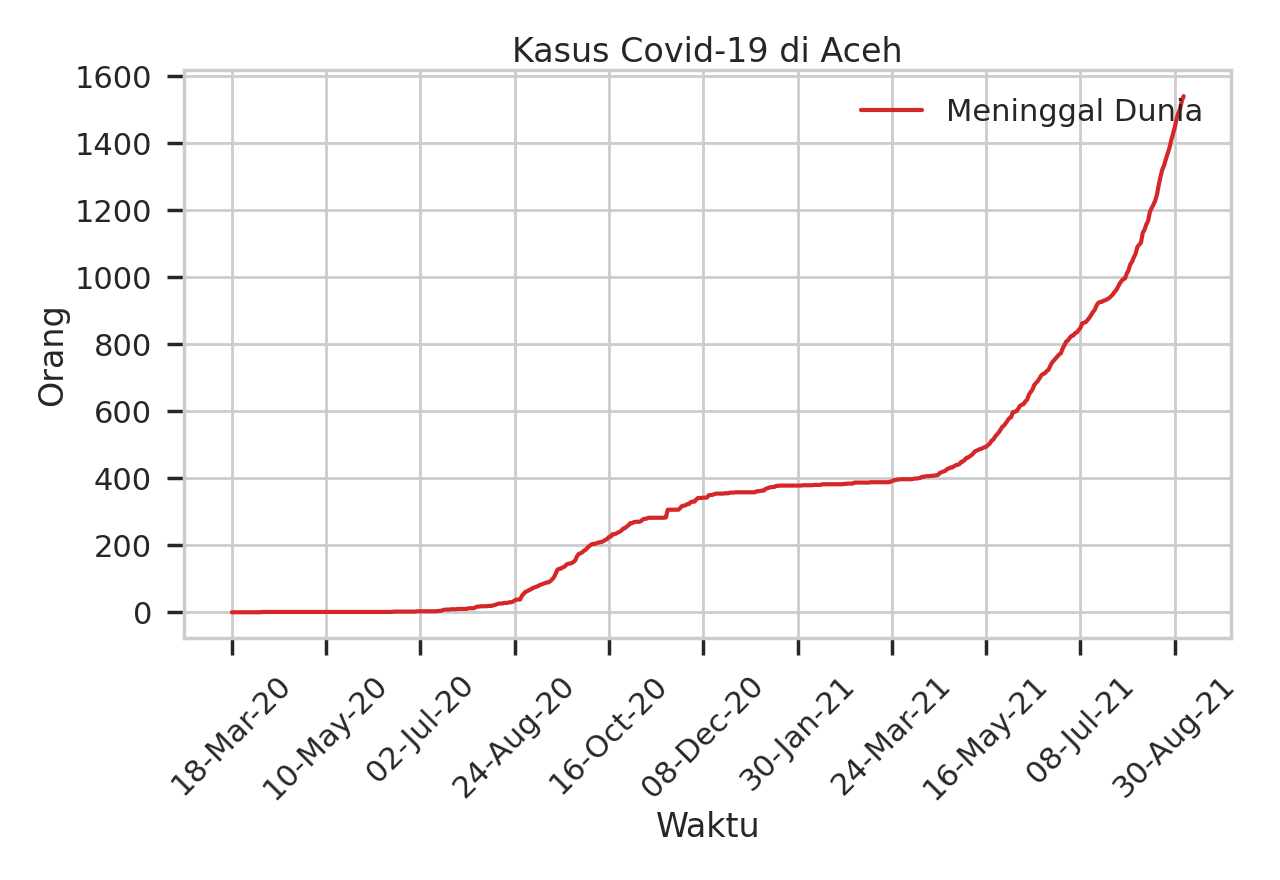 Kasus Covid-19 di Aceh
Meninggal Dunia
Orang
1600
1400
1200
1000
800
600
400
200
0
18-Mar-20
10-May-20
02-Jul-20
24-Aug-20
16-Oct-20
08-Dec-20
30-Jan-21
24-Mar-21
16-May-21
08-Jul-21
30-Aug-21
Waktu